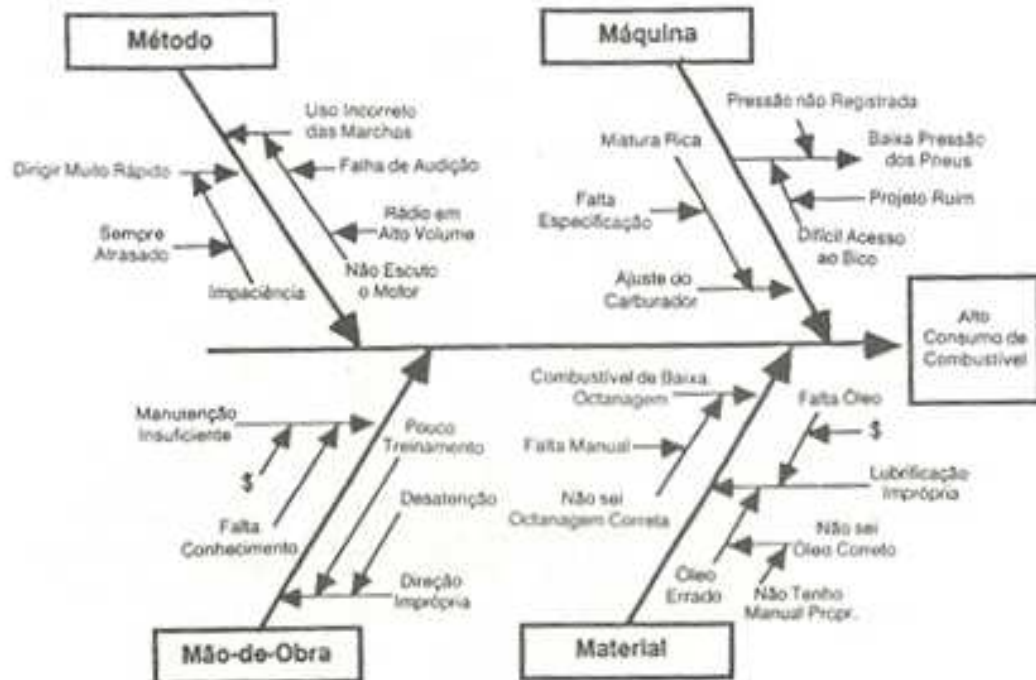 Método
Máquina
Uso Incorreto
das Marchas
Dirigir Muito Rápido
Falha de Audição
Sempre
Atrasado
Rádio em
Alto Volume
Impaciência
Não Escuto
o Motor
Pressão não Registrada
Mistura Rica
Baixa Pressão
dos Pneus
Falta
Especificação
Projeto Ruim
Difícil Acesso
ao Bico
Ajuste do
Carburador
Alto
Consumo de
Combustível
Manutenção
Insuficiente
$
Falta
Conhecimento
Pouco
Treinamento
Desatenção
Direção
Imprópria
Combustível de Baixa
Octanagem
Falta Manual
Não sei
Octanagem Correta
Falta Óleo
$
Lubrificação
Imprópria
Não sei
Óleo Correto
Óleo
Errado
Não Tenho
Manual Propr.
Mão-de-Obra
Material